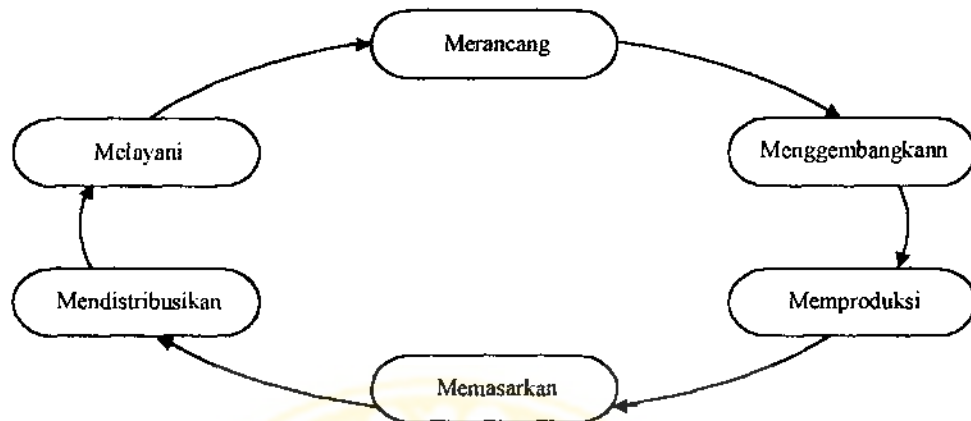 Merancang
Menggembangkann
Memproduksi
Memasarkan
Mendistribusikan
Melayani